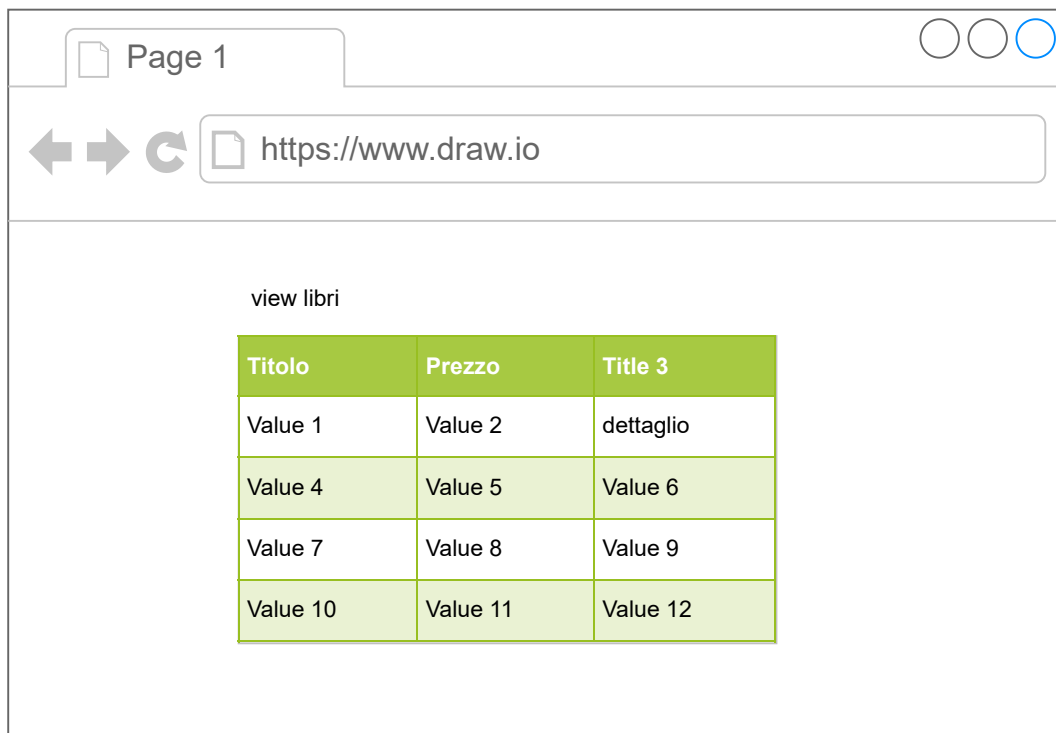 Page 1
https://www.draw.io
view libri
Titolo Prezzo Title 3
Value 1 Value 2 dettaglio
Value 4 Value 5 Value 6
Value 7 Value 8 Value 9
Value 10 Value 11 Value 12